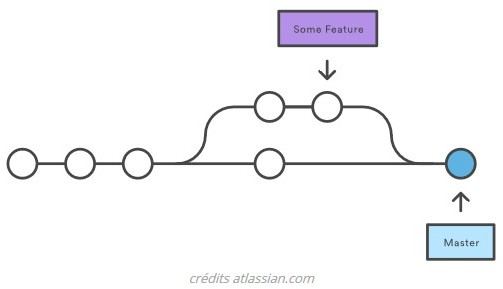 Some Feature
Master
crédits atlassian.com